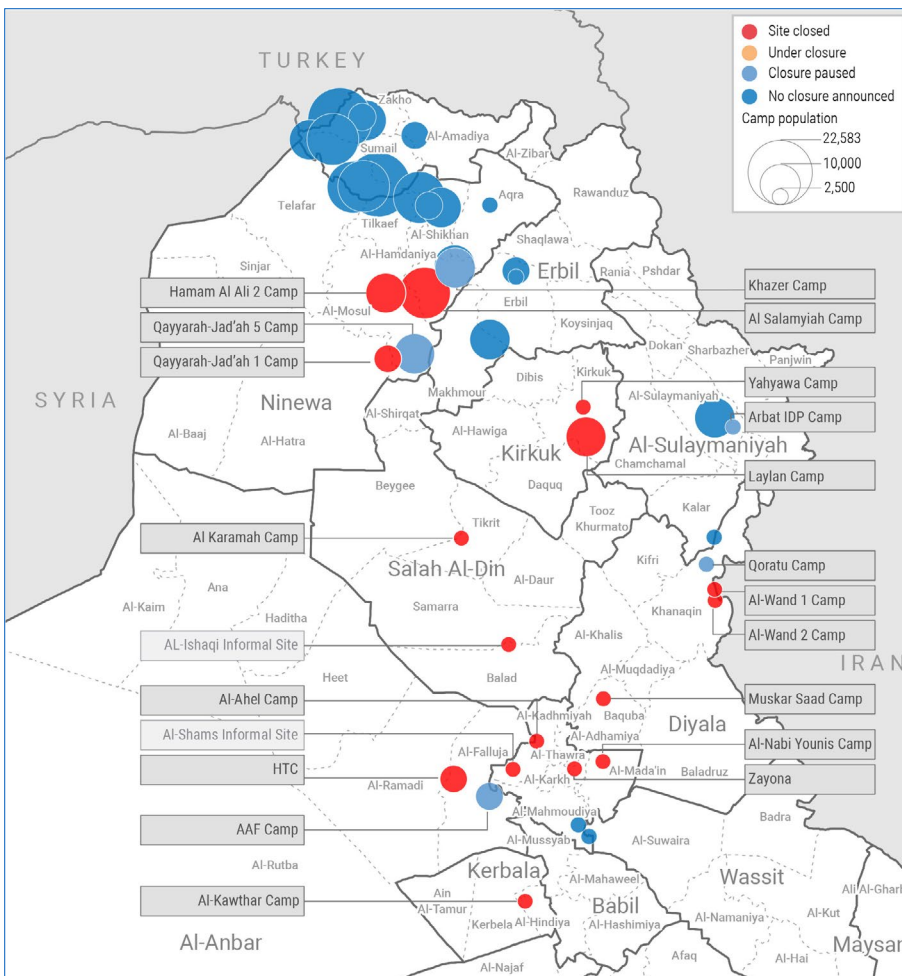 Site closed
Under closure
Closure paused
No closure announced
Camp population
22,583
10,000
2,500
TURKEY
Zakho
Al-Amadiya
Sumail
Al-Zibar
Rawanduz
Aqra
Telafar
Tilkaef
Al-Shikhan
Shaqlawa
Al-Hamdaniya
Erbil
Rania
Pshdar
Sinjar
Hamam Al Ali 2 Camp
Khazer Camp
Al-Mosul
Erbil
Al Salamyiah Camp
Qayyarah-Jad'ah 5 Camp
Koysinjaq
Qayyarah-Jad'ah 1 Camp
Dokan
Sharbazher
Panjwin
Dibis
Kirkuk
Yahyawa Camp
SYRIA
Ninewa
Makhmour
Al-Sulaymaniyah
Al-Shirqat
Arbat IDP Camp
Al-Baaj
Al-Hatra
Al-Hawiga
Kirkuk
Al-Sulaymaniyah
Chamchamal
Laylan Camp
Beygee
Daquq
Kalar
Tooz
Khurmato
Tikrit
Al Karamah Camp
Kifri
Qoratu Camp
Salah Al-Din
Al-Daur
Ana
Al-Kaim
Haditha
Samarra
Khanaqin
Al-Wand 1 Camp
Al-Wand 2 Camp
Al-Khalis
AL-Ishaqi Informal Site
IRAN
Heet
Balad
Al-Muqdadiya
Al-Ahel Camp
Muskar Saad Camp
Al-Kadhmiyah
Baquba
Diyala
Al-Shams Informal Site
Al-Adhamiya
Al-Falluja
Al-Thawra
Al-Nabi Younis Camp
HTC
Al-Ramadi
Al-Karkh
Al-Mada'in
Baladruz
Zayona
AAF Camp
Al-Mahmoudiya
Badra
Al-Mussyab
Al-Suwaira
Al-Rutba
Kerbala
Al-Mahaweel
Wassit
Ain
Al-Tamur
Al-Kawthar Camp
Babil
Ali Al-Gharb
Kerbela
Al-Hindiya
Al-Hashimiya
Al-Namaniya
Al-Kut
Al-Anbar
Maysan
Al-Najaf
Afaq
Al-Hai